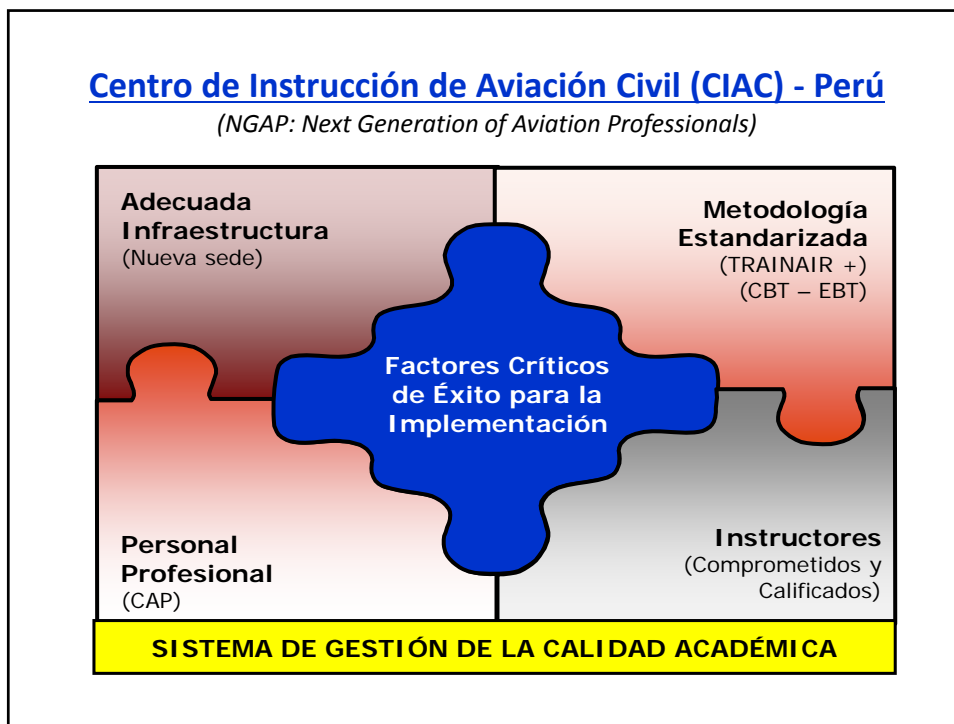 Centro de Instrucción de Aviación Civil (CIAC) - Perú
(NGAP: Next Generation of Aviation Professionals)
Adecuada
Infraestructura
(Nueva sede)
Metodología
Estandarizada
(TRAINAIR +)
(CBT – EBT)
Factores Críticos
de Éxito para la
Implementación
Personal
Profesional
(CAP)
Instructores
(Comprometidos y
Calificados)
SISTEMA DE GESTIÓN DE LA CALIDAD ACADÉMICA